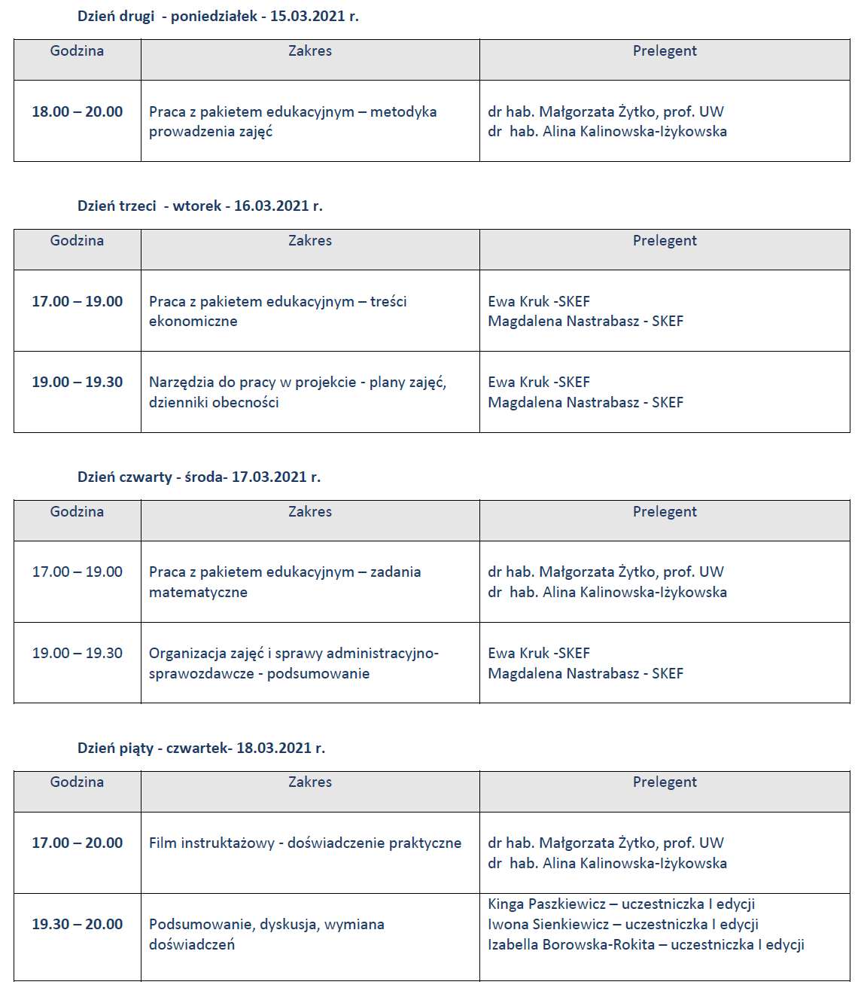 Dzień drugi  - poniedziałek - 15.03.2021 r.
Godzina Zakres Prelegent
18.00 – 20.00 Praca z pakietem edukacyjnym – metodyka dr hab. Małgorzata Żytko, prof. UW
prowadzenia zajęć dr  hab. Alina Kalinowska-Iżykowska
Dzień trzeci  - wtorek - 16.03.2021 r.
Godzina Zakres Prelegent
17.00 – 19.00 Praca z pakietem edukacyjnym – treści Ewa Kruk -SKEF
ekonomiczne Magdalena Nastrabasz - SKEF
19.00 – 19.30 Narzędzia do pracy w projekcie - plany zajęć, Ewa Kruk -SKEF
dzienniki obecności Magdalena Nastrabasz - SKEF
Dzień czwarty - środa- 17.03.2021 r.
Godzina Zakres Prelegent
17.00 – 19.00 Praca z pakietem edukacyjnym – zadania dr hab. Małgorzata Żytko, prof. UW
matematyczne dr  hab. Alina Kalinowska-Iżykowska
19.00 – 19.30 Organizacja zajęć i sprawy administracyjno- Ewa Kruk -SKEF
sprawozdawcze - podsumowanie Magdalena Nastrabasz - SKEF
Dzień piąty - czwartek- 18.03.2021 r.
Godzina Zakres Prelegent
17.00 – 20.00 Film instruktażowy - doświadczenie praktyczne dr hab. Małgorzata Żytko, prof. UW
dr  hab. Alina Kalinowska-Iżykowska
Kinga Paszkiewicz – uczestniczka I edycji
19.30 – 20.00 Podsumowanie, dyskusja, wymiana Iwona Sienkiewicz – uczestniczka I edycji
doświadczeń Izabella Borowska-Rokita – uczestniczka I edycji